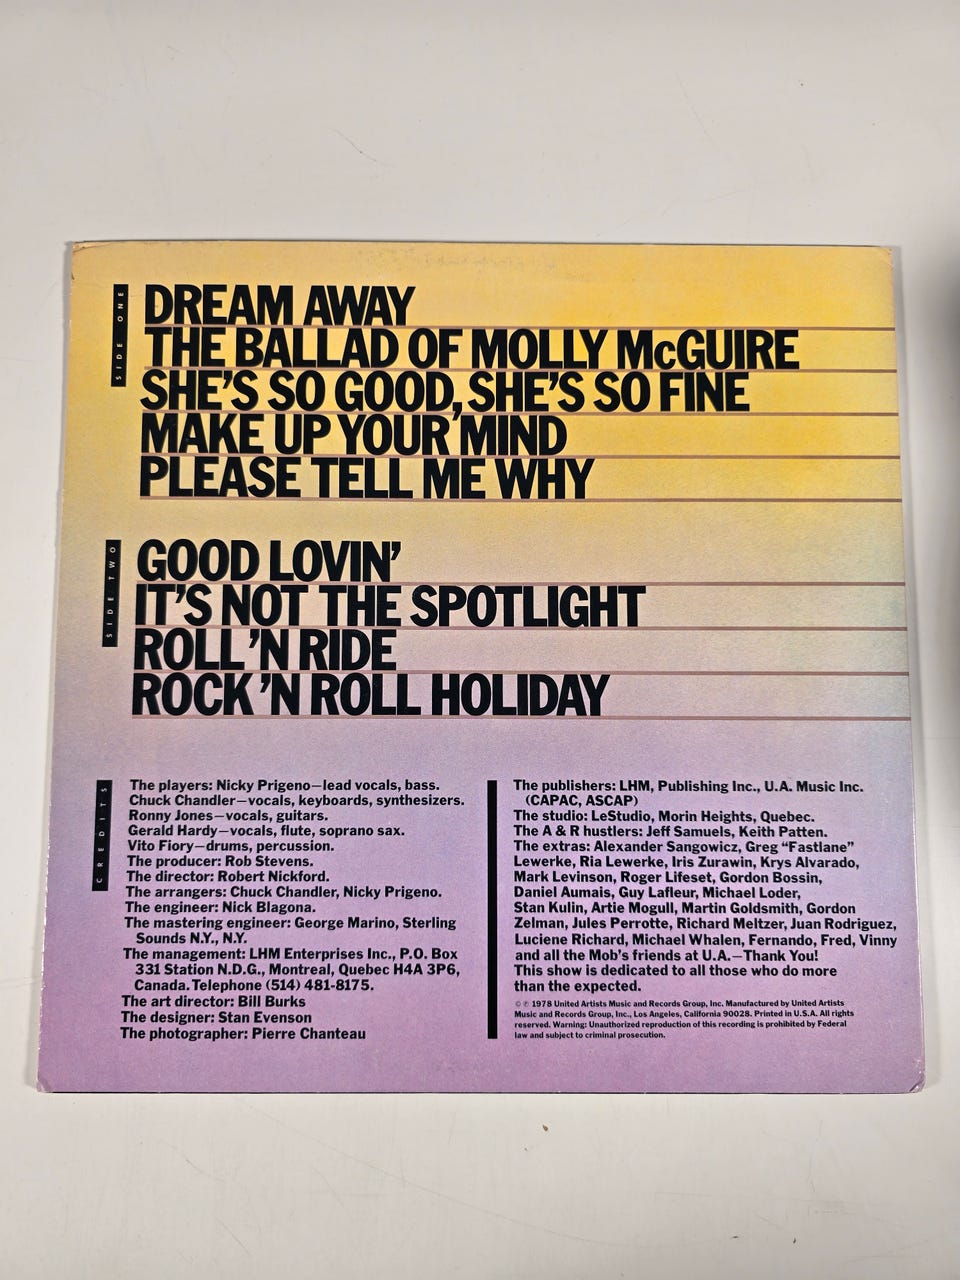 SIDE ONE
DREAM AWAY
THE BALLAD OF MOLLY McGUIRE
SHE'S SO GOOD, SHE'S SO FINE
MAKE UP YOUR MIND
PLEASE TELL ME WHY
SIDE TWO
GOOD LOVIN'
IT'S NOT THE SPOTLIGHT
ROLL 'N RIDE
ROCK 'N ROLL HOLIDAY
CREDITS
The players: Nicky Prigeno—lead vocals, bass.
Chuck Chandler—vocals, keyboards, synthesizers.
Ronny Jones—vocals, guitars.
Gerald Hardy—vocals, flute, soprano sax.
Vito Fiory—drums, percussion.
The producer: Rob Stevens.
The director: Robert Nickford.
The arrangers: Chuck Chandler, Nicky Prigeno.
The engineer: Nick Blagona.
The mastering engineer: George Marino, Sterling
Sounds N.Y., N.Y.
The management: LHM Enterprises Inc., P.O. Box
331 Station N.D.G., Montreal, Quebec H4A 3P6,
Canada. Telephone (514) 481-8175.
The art director: Bill Burks
The designer: Stan Evenson
The photographer: Pierre Chanteau
The publishers: LHM, Publishing Inc., U.A. Music Inc.
(CAPAC, ASCAP)
The studio: LeStudio, Morin Heights, Quebec.
The A & R hustlers: Jeff Samuels, Keith Patten.
The extras: Alexander Sangowicz, Greg "Fastlane"
Lewerke, Ria Lewerke, Iris Zurawin, Krys Alvarado,
Mark Levinson, Roger Lifeset, Gordon Bossin,
Daniel Aumais, Guy Lafleur, Michael Loder,
Stan Kulin, Artie Mogull, Martin Goldsmith, Gordon
Zelman, Jules Perrotte, Richard Meltzer, Juan Rodriguez,
Luciene Richard, Michael Whalen, Fernando, Fred, Vinny
and all the Mob's friends at U.A.—Thank You!
This show is dedicated to all those who do more
than the expected.
© ℗ 1978 United Artists Music and Records Group, Inc. Manufactured by United Artists
Music and Records Group, Inc., Los Angeles, California 90028. Printed in U.S.A. All rights
reserved. Warning: Unauthorized reproduction of this recording is prohibited by Federal
law and subject to criminal prosecution.